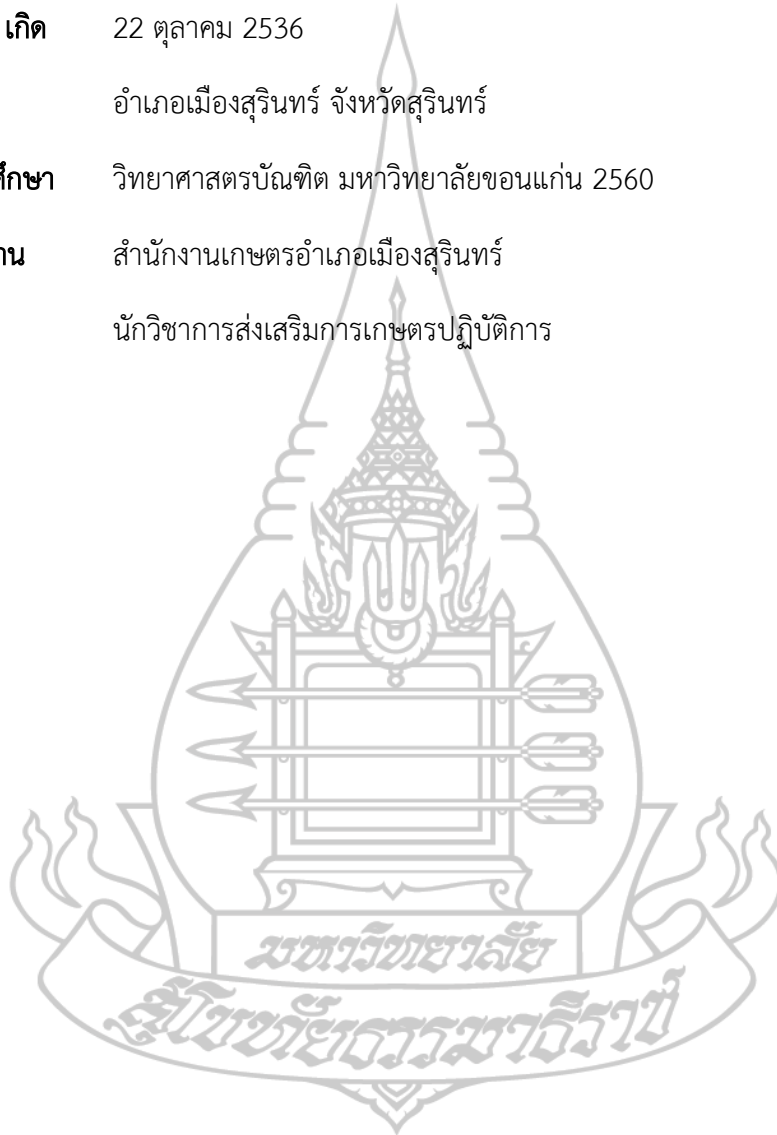 เกิด 22 ตุลาคม 2536
อำเภอเมืองสุรินทร์ จังหวัดสุรินทร์
ศึกษา วิทยาศาสตรบัณฑิต มหาวิทยาลัยขอนแก่น 2560
าน สำนักงานเกษตรอำเภอเมืองสุรินทร์
นักวิชาการส่งเสริมการเกษตรปฏิบัติการ
มหาวิทยาลัย
สุโขทัยธรรมาธิราช